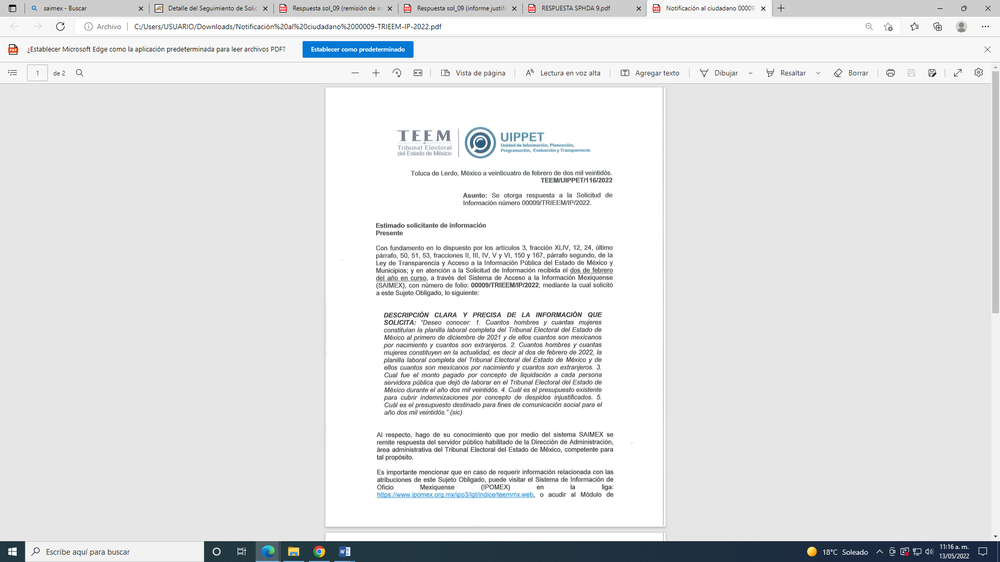 saimex - Buscar
Detalle del Seguimiento de Solic
Respuesta sol_09 (remisión de in
Respuesta sol_09 (informe justifi
RESPUESTA SPHDA 9.pdf
Notificación al ciudadano 00009-
Archivo
C:/Users/USUARIO/Downloads/Notificación%20al%20ciudadano%2000009-TRIEEM-IP-2022.pdf
¿Establecer Microsoft Edge como la aplicación predeterminada para leer archivos PDF?
Establecer como predeterminado
1
de 2
Vista de página
Lectura en voz alta
Agregar texto
Dibujar
Resaltar
Borrar
TEEM
Tribunal Electoral
del Estado de México
UIPPET
Unidad de Información, Planeación,
Programación, Evaluación y Transparencia
Toluca de Lerdo, México a veinticuatro de febrero de dos mil veintidós.
TEEM/UIPPET/116/2022
Asunto: Se otorga respuesta a la Solicitud de
Información número 00009/TRIEEM/IP/2022.
Estimado solicitante de información
Presente
Con fundamento en lo dispuesto por los artículos 3, fracción XLIV, 12, 24, último
párrafo, 50, 51, 53, fracciones II, III, IV, V y VI, 150 y 167, párrafo segundo, de la
Ley de Transparencia y Acceso a la Información Pública del Estado de México y
Municipios; y en atención a la Solicitud de Información recibida el dos de febrero
del año en curso, a través del Sistema de Acceso a la Información Mexiquense
(SAIMEX), con número de folio: 00009/TRIEEM/IP/2022; mediante la cual solicitó
a este Sujeto Obligado, lo siguiente:
DESCRIPCIÓN CLARA Y PRECISA DE LA INFORMACIÓN QUE
SOLICITA: "Deseo conocer: 1. Cuantos hombres y cuantas mujeres
constituían la planilla laboral completa del Tribunal Electoral del Estado de
México al primero de diciembre de 2021 y de ellos cuantos son mexicanos
por nacimiento y cuantos son extranjeros. 2. Cuantos hombres y cuantas
mujeres constituyen en la actualidad, es decir al dos de febrero de 2022, la
planilla laboral completa del Tribunal Electoral del Estado de México y de
ellos cuantos son mexicanos por nacimiento y cuantos son extranjeros. 3.
Cual fue el monto pagado por concepto de liquidación a cada persona
servidora pública que dejó de laborar en el Tribunal Electoral del Estado de
México durante el año dos mil veintidós. 4. Cuál es el presupuesto existente
para cubrir indemnizaciones por concepto de despidos injustificados. 5.
Cuál es el presupuesto destinado para fines de comunicación social para el
año dos mil veintidós." (sic)
Al respecto, hago de su conocimiento que por medio del sistema SAIMEX se
remite respuesta del servidor público habilitado de la Dirección de Administración,
área administrativa del Tribunal Electoral del Estado de México, competente para
tal propósito.
Es importante mencionar que en caso de requerir información relacionada con las
atribuciones de este Sujeto Obligado, puede visitar el Sistema de Información de
Oficio Mexiquense (IPOMEX) en la liga:
https://www.ipomex.org.mx/ipo3/lgt/indice/teemmx.web, o acudir al Módulo de
Escribe aquí para buscar
18°C Soleado
11:16 a. m.
13/05/2022